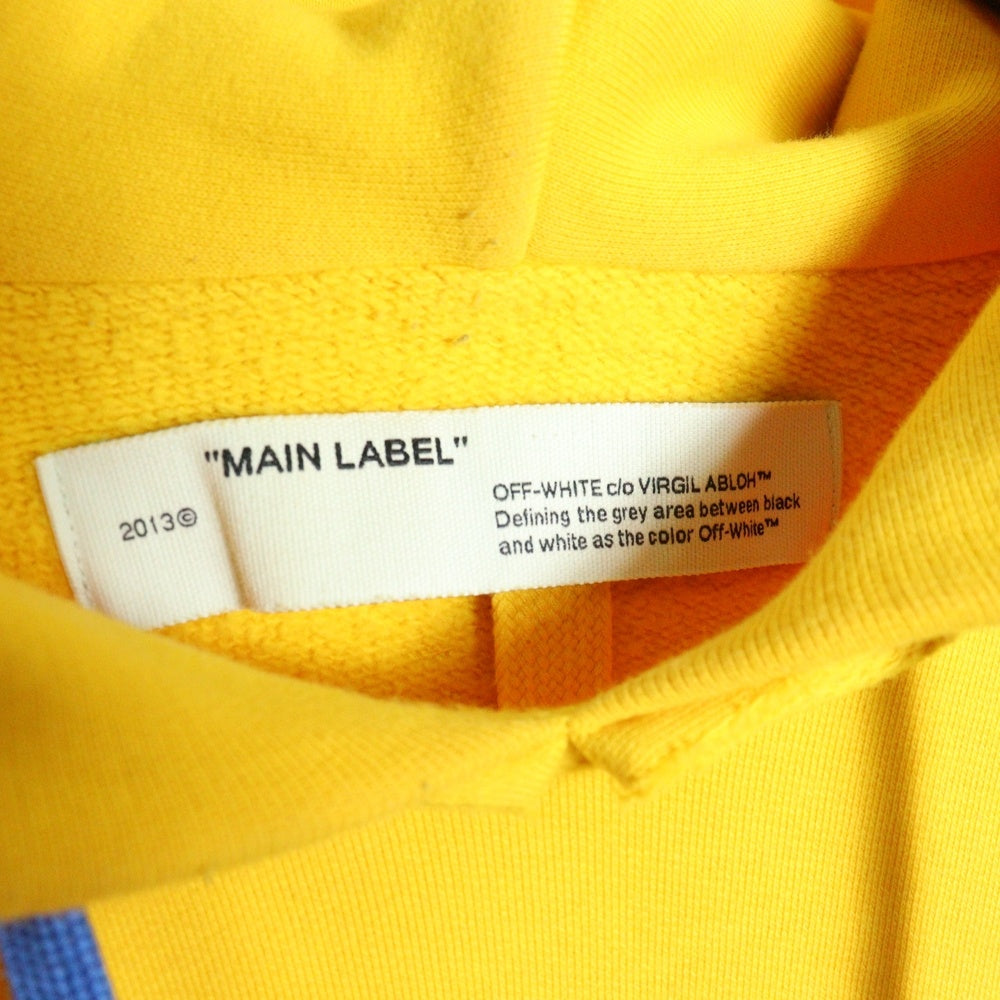 "MAIN LABEL"
2013©
OFF-WHITE c/o VIRGIL ABLOH™
Defining the grey area between black
and white as the color Off-White™